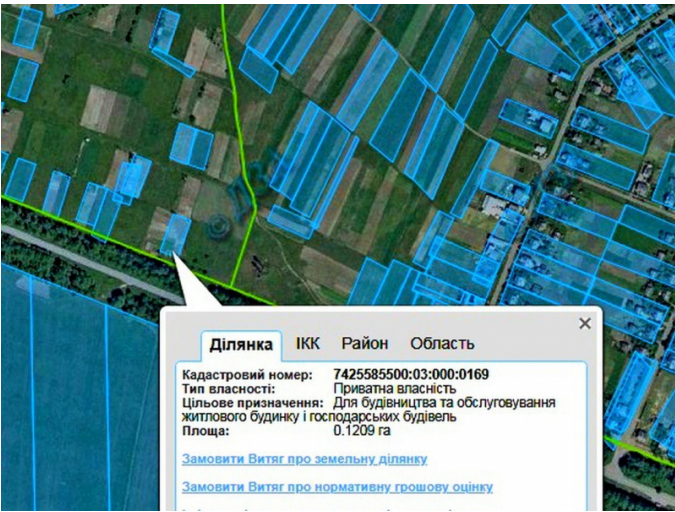 © ДЗК
Ділянка ІКК Район Область
Кадастровий номер: 7425585500:03:000:0169
Тип власності: Приватна власність
Цільове призначення: Для будівництва та обслуговування
житлового будинку і господарських будівель
Площа: 0.1209 га
Замовити Витяг про земельну ділянку
Замовити Витяг про нормативну грошову оцінку